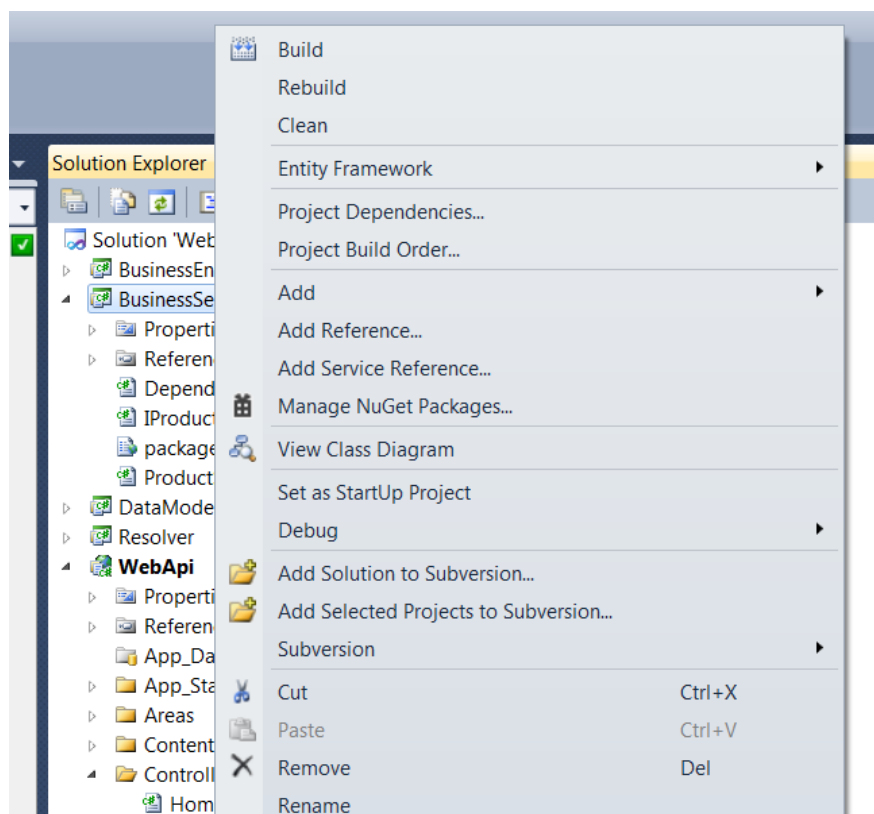 Build
Rebuild
Clean
Entity Framework
Project Dependencies...
Project Build Order...
Add
Add Reference...
Add Service Reference...
Manage NuGet Packages...
View Class Diagram
Set as StartUp Project
Debug
Add Solution to Subversion...
Add Selected Projects to Subversion...
Subversion
Cut Ctrl+X
Paste Ctrl+V
Remove Del
Rename
Solution Explorer
Solution 'Web
BusinessEn
BusinessSe
Properti
Referen
Depend
IProduct
package
Product
DataMode
Resolver
WebApi
Properti
Referen
App_Da
App_Sta
Areas
Content
Controll
Hom